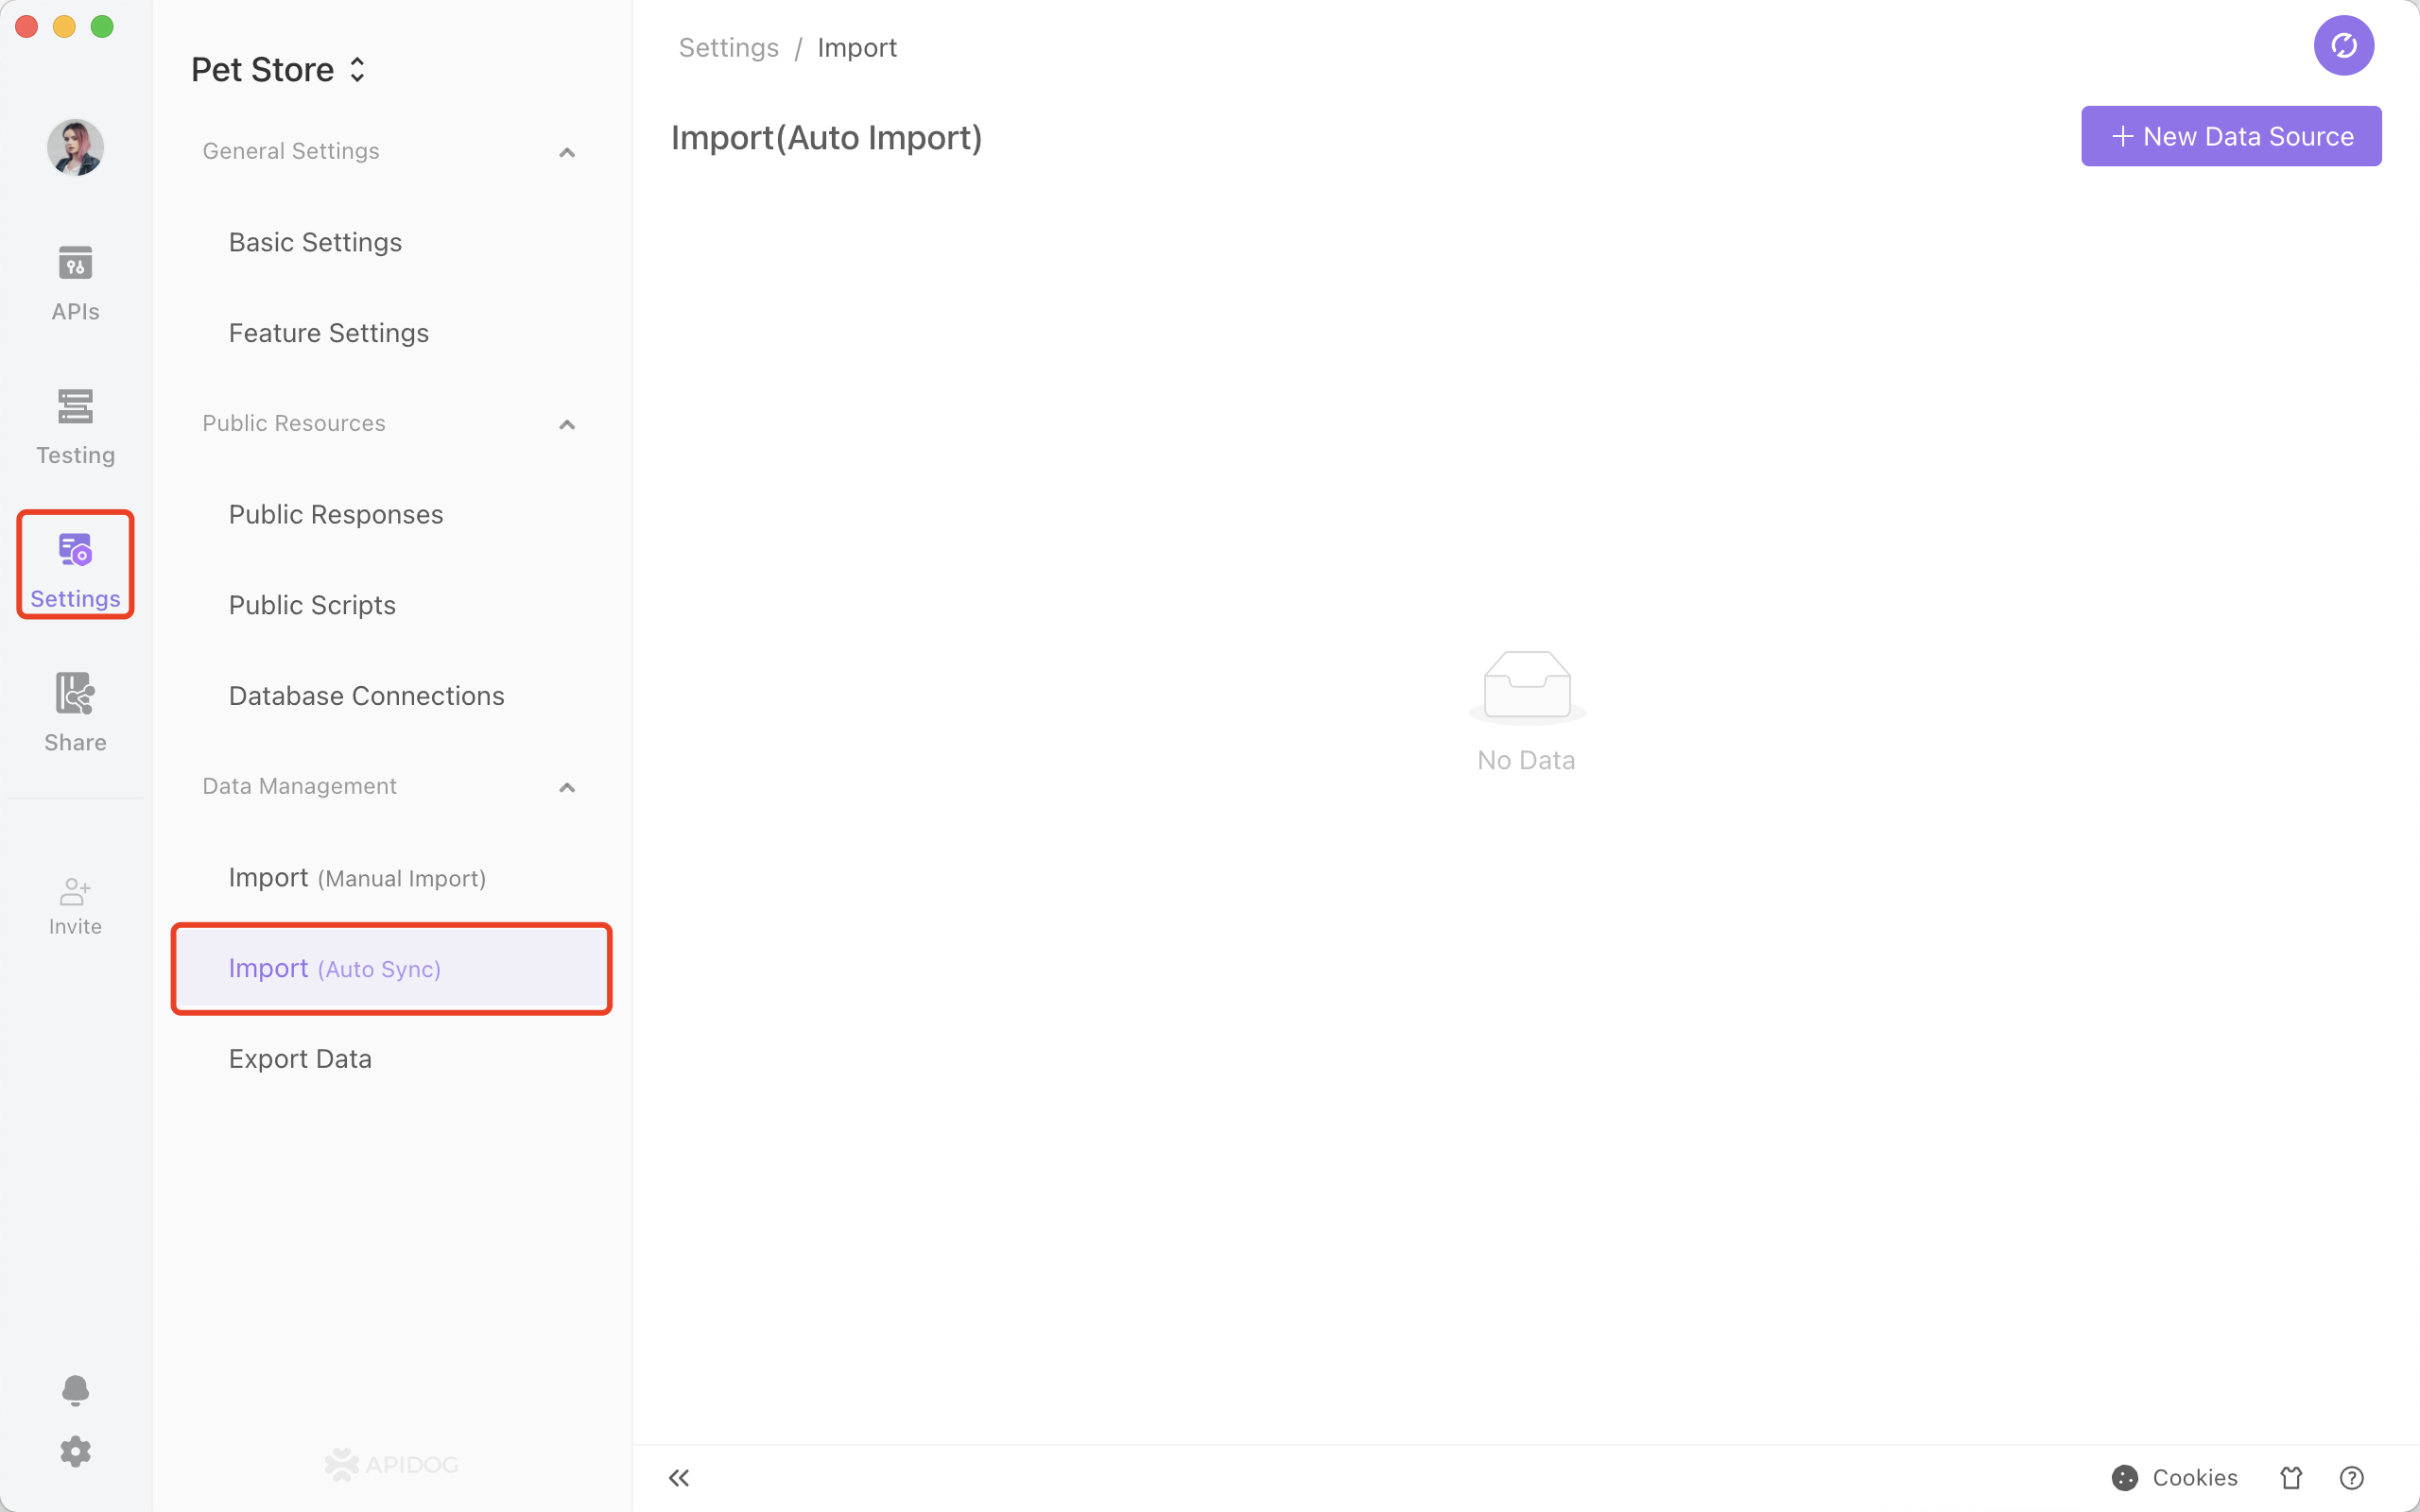 APIs
Testing
Settings
Share
Invite
Pet Store
General Settings
Basic Settings
Feature Settings
Public Resources
Public Responses
Public Scripts
Database Connections
Data Management
Import (Manual Import)
Import (Auto Sync)
Export Data
APIDOG
Settings / Import
Import(Auto Import)
+ New Data Source
No Data
Cookies